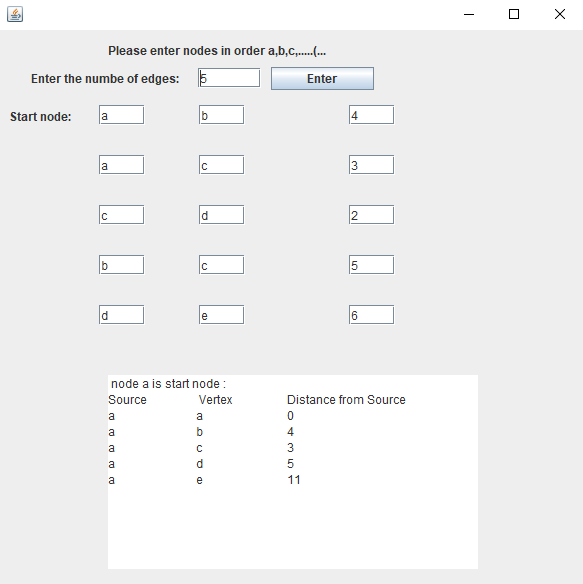 Please enter nodes in order a,b,c,.....(...
Enter the numbe of edges: 5 Enter
Start node: a b 4
a c 3
c d 2
b c 5
d e 6
node a is start node :
Source Vertex Distance from Source
a a 0
a b 4
a c 3
a d 5
a e 11